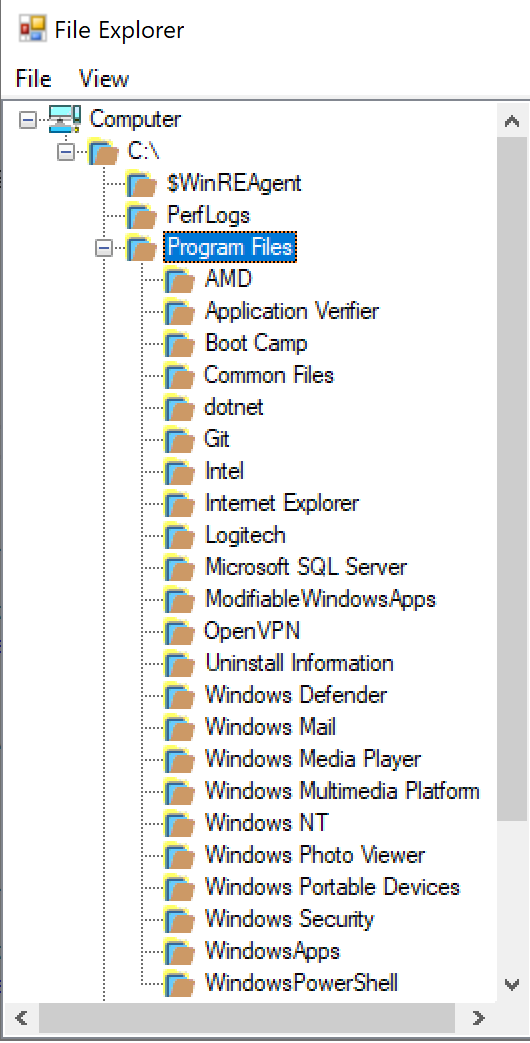 File Explorer
File View
Computer
C:\
$WinREAgent
PerfLogs
Program Files
AMD
Application Verifier
Boot Camp
Common Files
dotnet
Git
Intel
Internet Explorer
Logitech
Microsoft SQL Server
ModifiableWindowsApps
OpenVPN
Uninstall Information
Windows Defender
Windows Mail
Windows Media Player
Windows Multimedia Platform
Windows NT
Windows Photo Viewer
Windows Portable Devices
Windows Security
WindowsApps
WindowsPowerShell